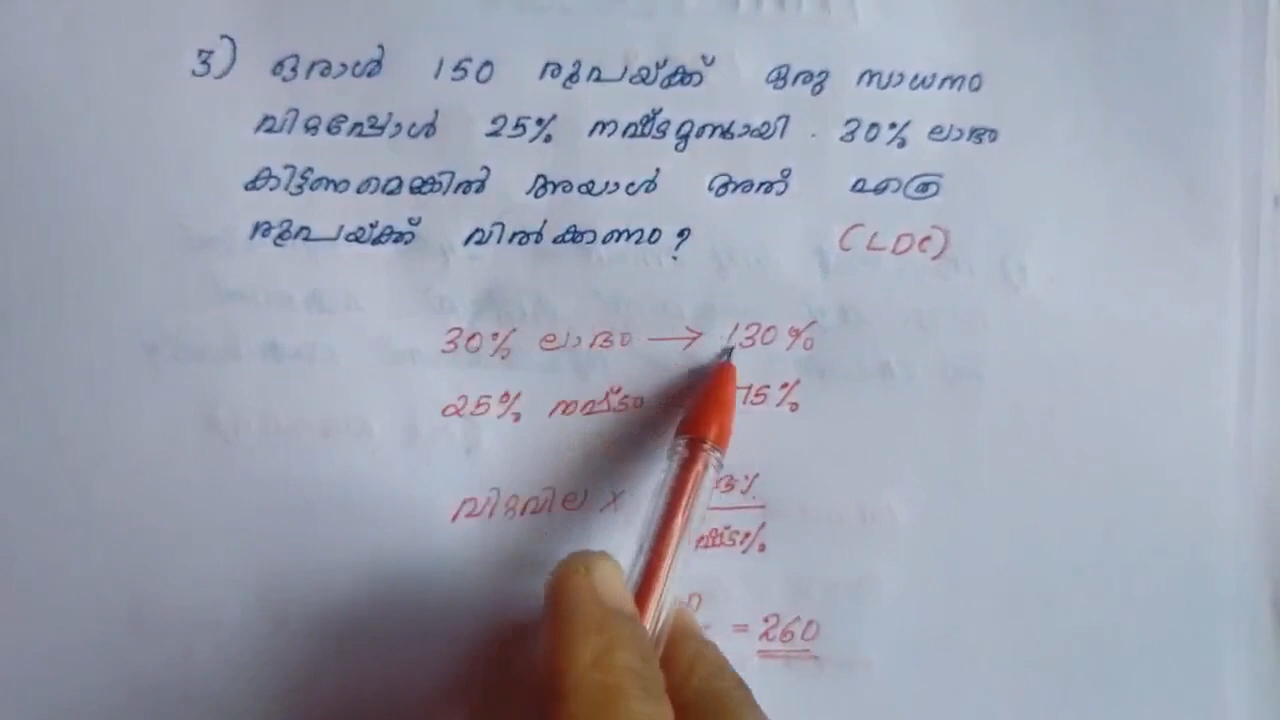 3) ഒരാൾ 150 രൂപയ്ക്ക് ഒരു സാധനം
വിറ്റപ്പോൾ 25% നഷ്ടമുണ്ടായി. 30% ലാഭം
കിട്ടണമെങ്കിൽ അയാൾ അത് എത്ര
രൂപയ്ക്ക് വിൽക്കണം? (LDC)
30% ലാഭം → 130%
25% നഷ്ടം 75%
വിറ്റവില ×
= 260